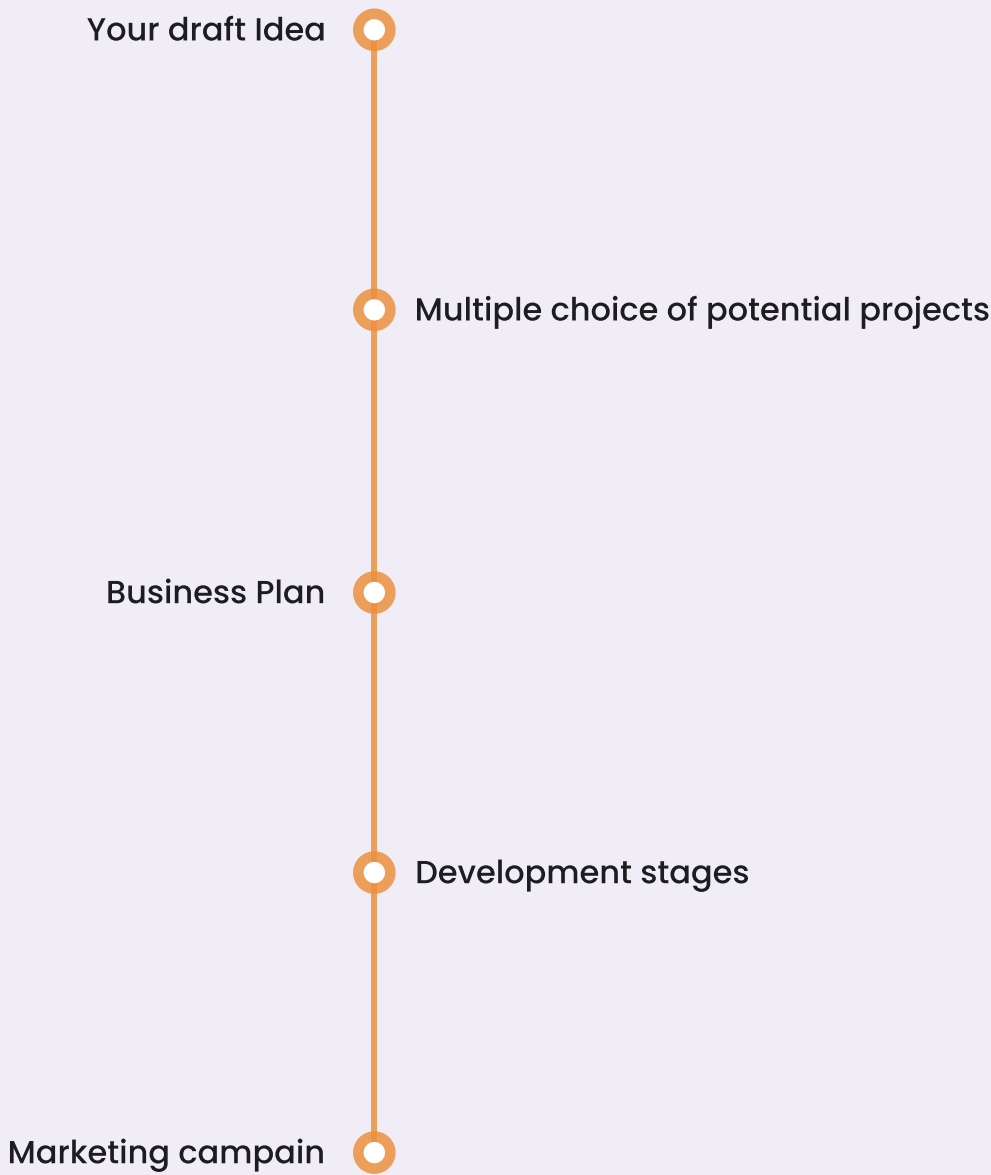 Your draft Idea
Multiple choice of potential projects
Business Plan
Development stages
Marketing campain